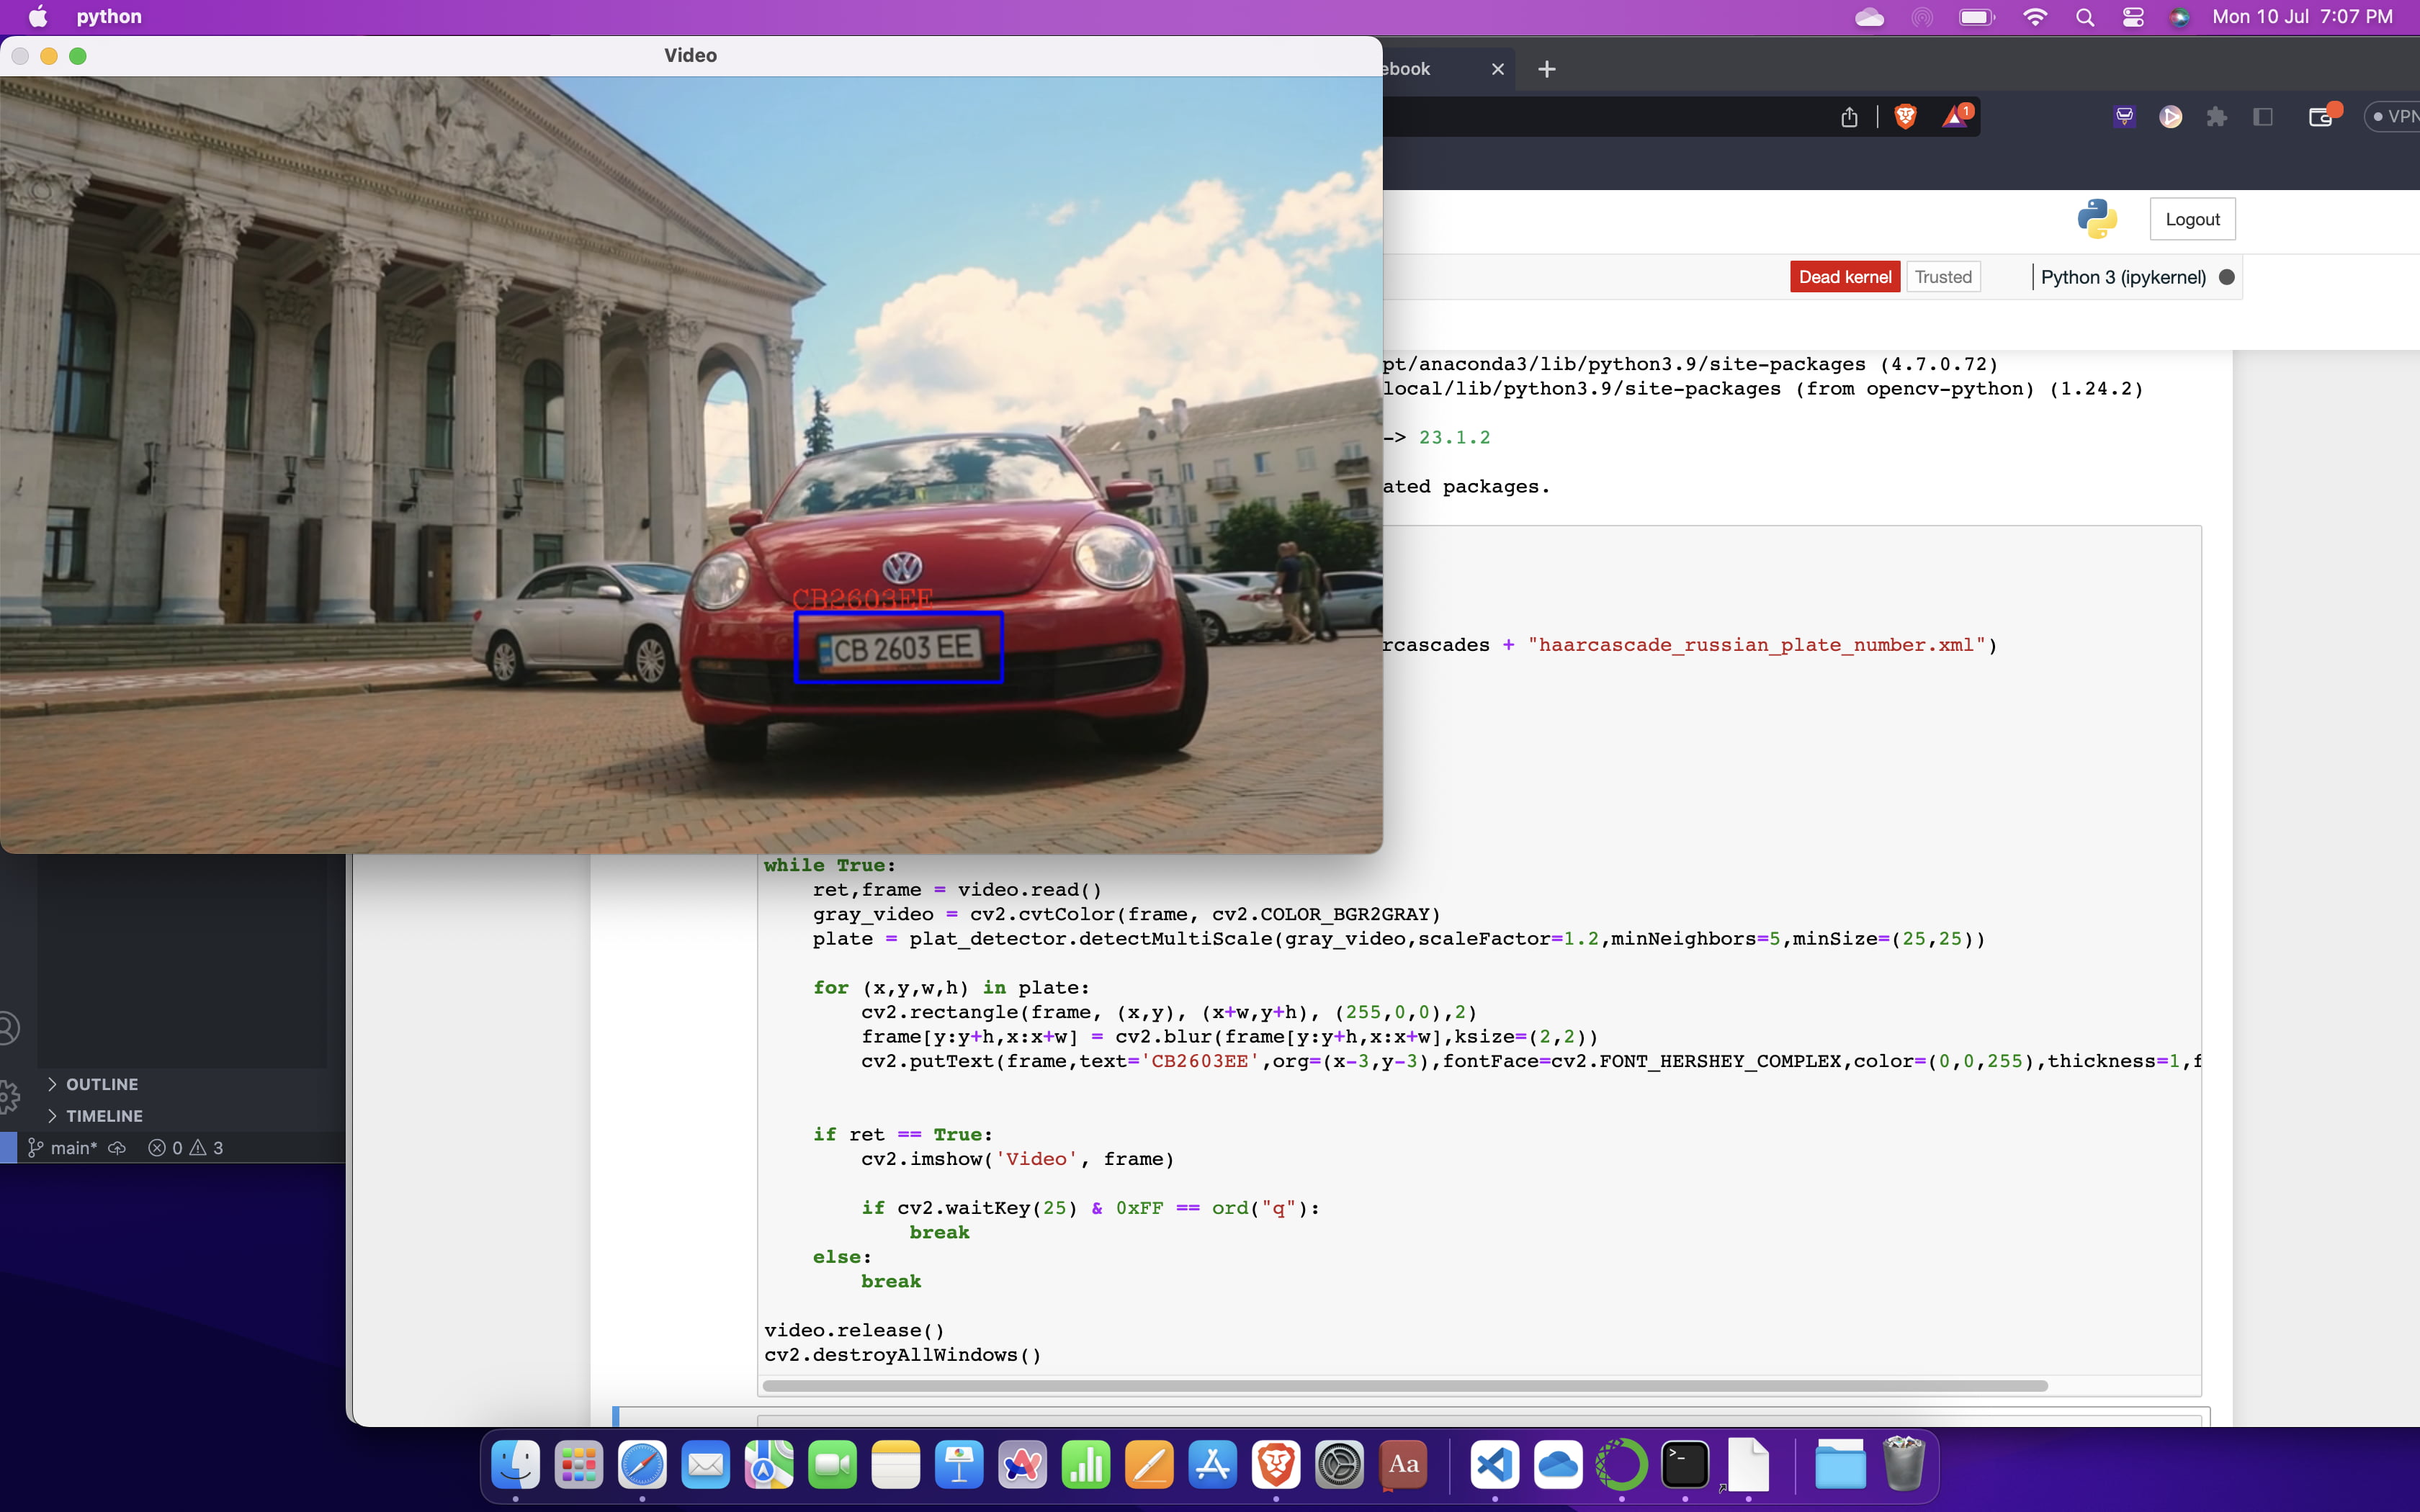 python
Mon 10 Jul 7:07 PM
Video
ebook
1
VPN
Logout
Dead kernel
Trusted
Python 3 (ipykernel)
pt/anaconda3/lib/python3.9/site-packages (4.7.0.72)
local/lib/python3.9/site-packages (from opencv-python) (1.24.2)
-> 23.1.2
ated packages.
CB2603EE
CB 2603 EE
rcascades + "haarcascade_russian_plate_number.xml")
while True:
ret,frame = video.read()
gray_video = cv2.cvtColor(frame, cv2.COLOR_BGR2GRAY)
plate = plat_detector.detectMultiScale(gray_video,scaleFactor=1.2,minNeighbors=5,minSize=(25,25))
for (x,y,w,h) in plate:
cv2.rectangle(frame, (x,y), (x+w,y+h), (255,0,0),2)
frame[y:y+h,x:x+w] = cv2.blur(frame[y:y+h,x:x+w],ksize=(2,2))
cv2.putText(frame,text='CB2603EE',org=(x-3,y-3),fontFace=cv2.FONT_HERSHEY_COMPLEX,color=(0,0,255),thickness=1,f
if ret == True:
cv2.imshow('Video', frame)
if cv2.waitKey(25) & 0xFF == ord("q"):
break
else:
break
video.release()
cv2.destroyAllWindows()
OUTLINE
TIMELINE
main* 0 3
Aa